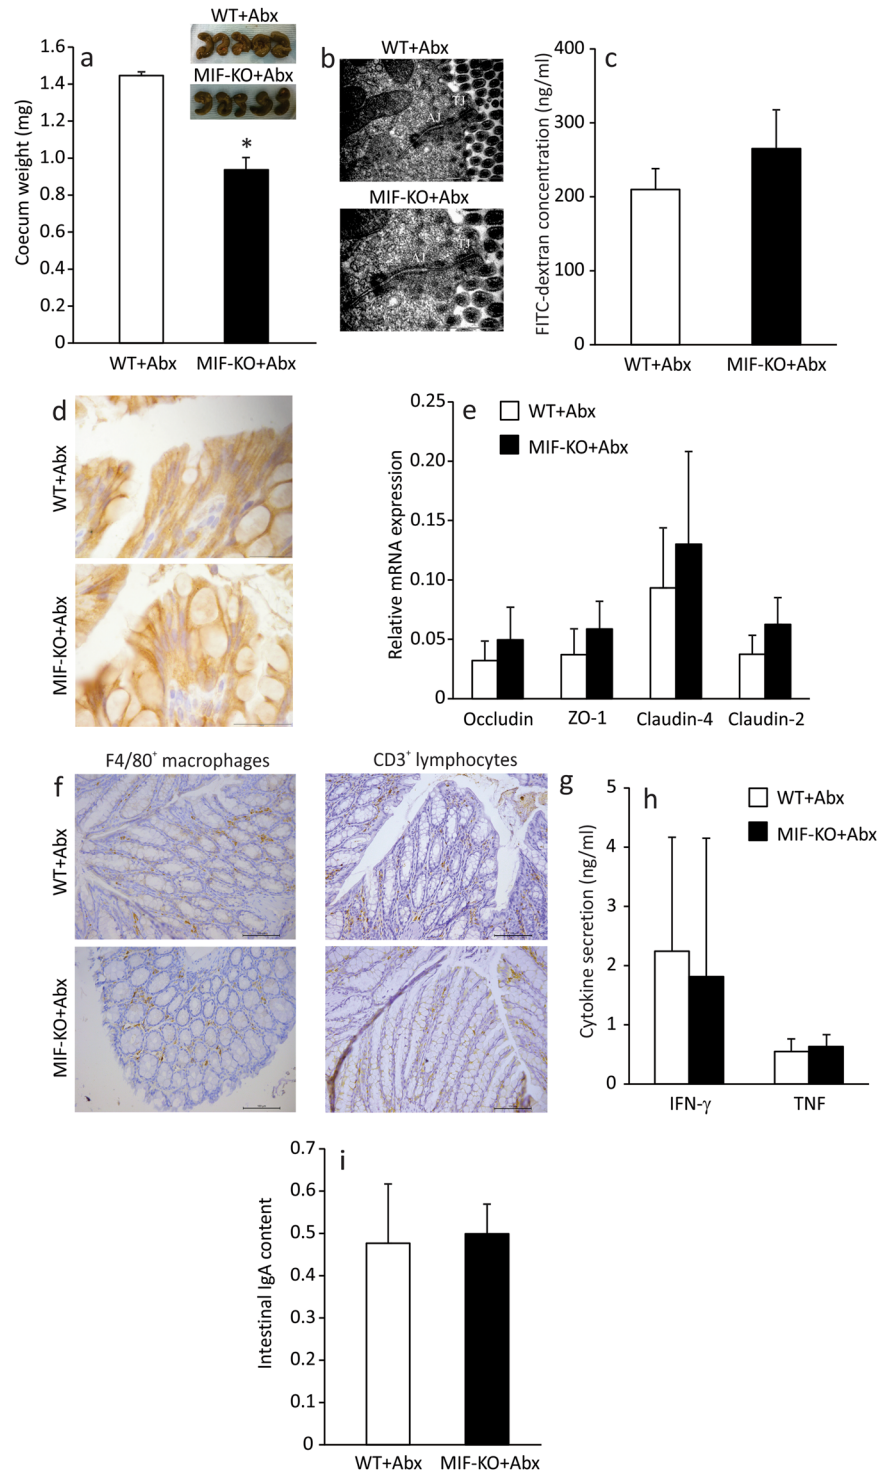 a
WT+Abx
MIF-KO+Abx
Coecum weight (mg)
1.6
1.4
1.2
1.0
0.8
0.6
0.4
0.2
0
*
WT+Abx
MIF-KO+Abx
b
WT+Abx
AJ
TJ
MIF-KO+Abx
AJ
TJ
c
FITC-dextran concentration (ng/ml)
400
300
200
100
0
WT+Abx
MIF-KO+Abx
d
WT+Abx
MIF-KO+Abx
e
WT+Abx
MIF-KO+Abx
Relative mRNA expression
0.25
0.20
0.15
0.10
0.05
0
Occludin
ZO-1
Claudin-4
Claudin-2
f
F4/80⁺ macrophages
CD3⁺ lymphocytes
WT+Abx
MIF-KO+Abx
g
h
WT+Abx
MIF-KO+Abx
Cytokine secretion (ng/ml)
5
4
3
2
1
0
IFN-γ
TNF
i
Intestinal IgA content
0.7
0.6
0.5
0.4
0.3
0.2
0.1
0
WT+Abx
MIF-KO+Abx